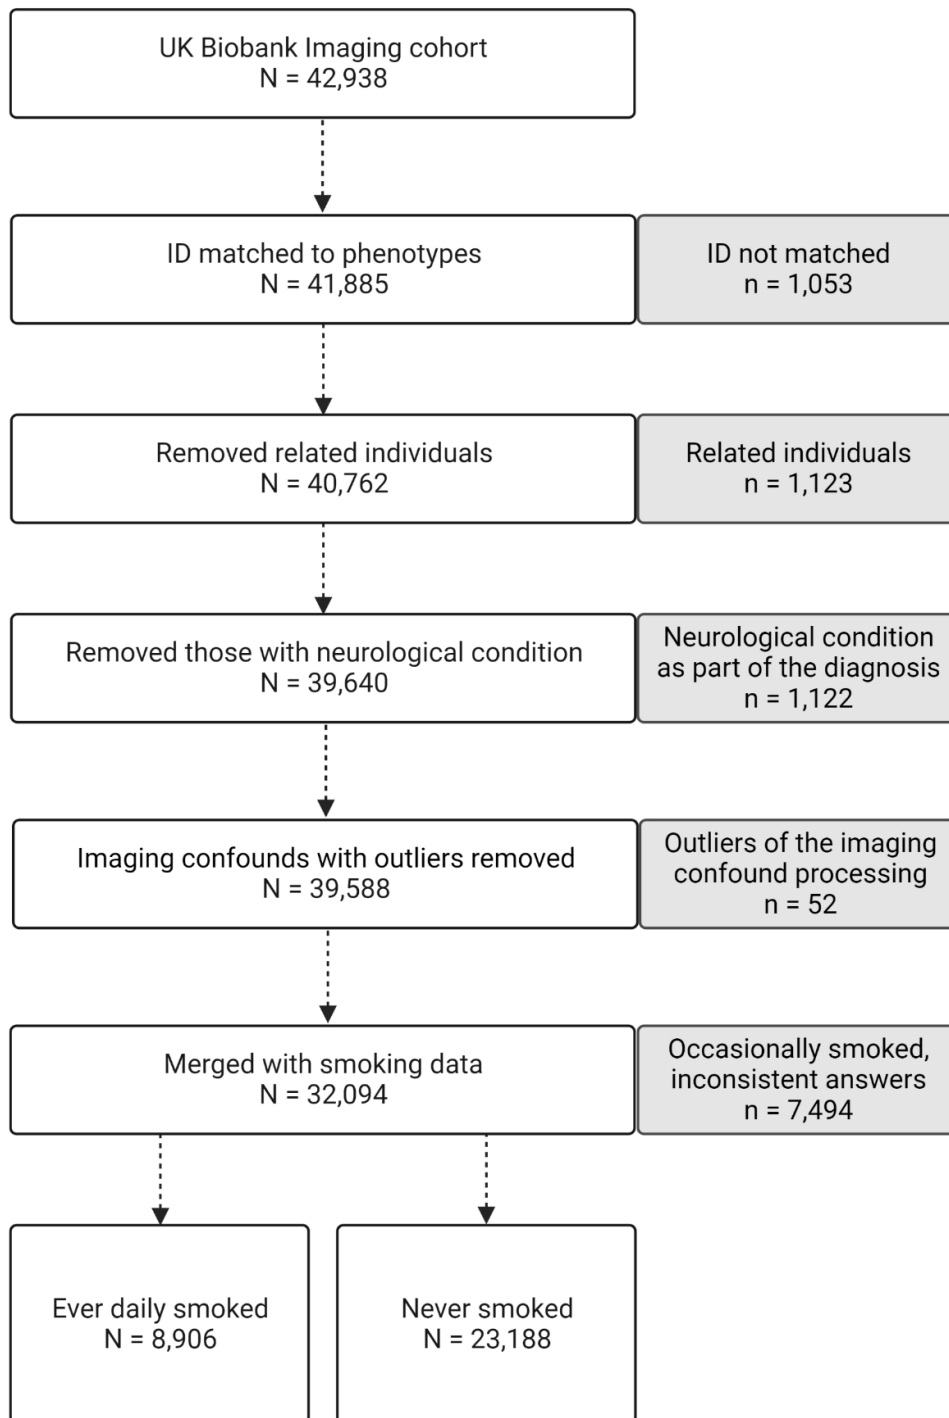 UK Biobank Imaging cohort
N = 42,938
ID matched to phenotypes
N = 41,885
ID not matched
n = 1,053
Removed related individuals
N = 40,762
Related individuals
n = 1,123
Removed those with neurological condition
N = 39,640
Neurological condition
as part of the diagnosis
n = 1,122
Imaging confounds with outliers removed
N = 39,588
Outliers of the imaging
confound processing
n = 52
Merged with smoking data
N = 32,094
Occasionally smoked,
inconsistent answers
n = 7,494
Ever daily smoked
N = 8,906
Never smoked
N = 23,188